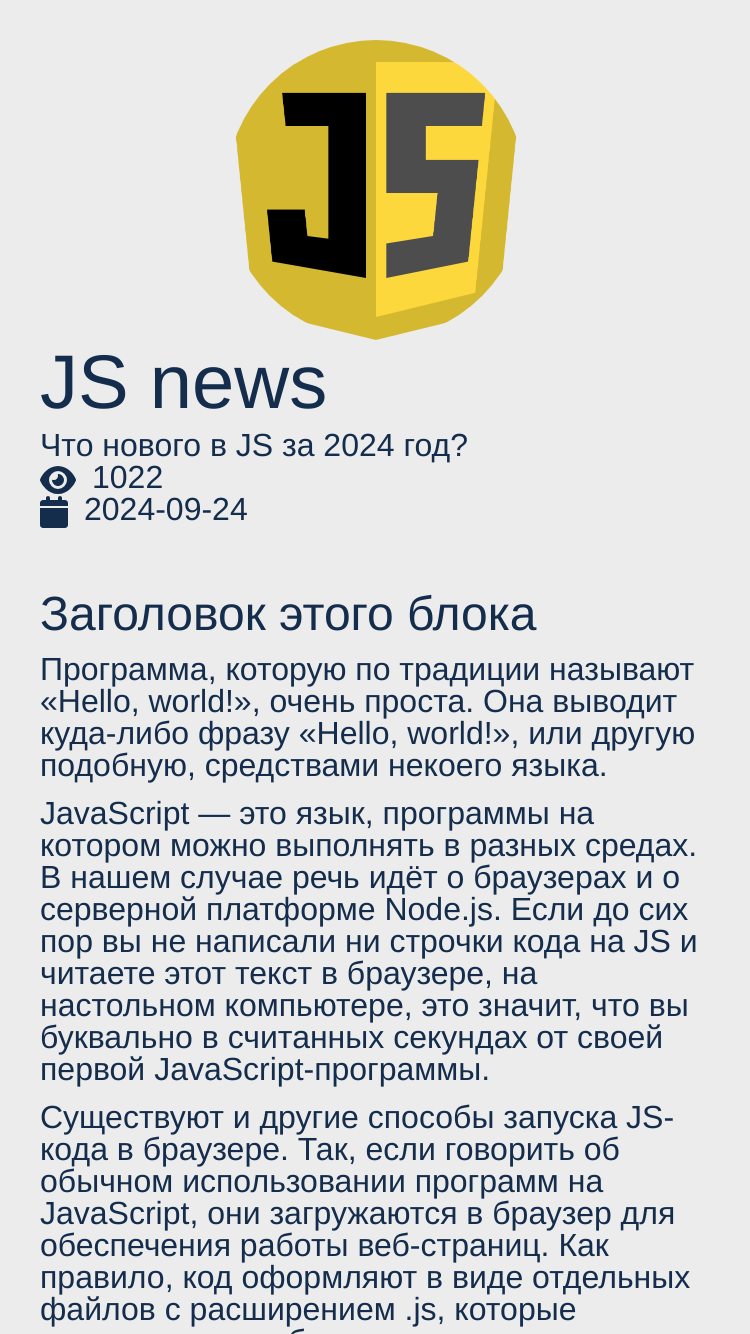 JS
JS news
Что нового в JS за 2024 год?
1022
2024-09-24
Заголовок этого блока
Программа, которую по традиции называют
«Hello, world!», очень проста. Она выводит
куда-либо фразу «Hello, world!», или другую
подобную, средствами некоего языка.
JavaScript — это язык, программы на
котором можно выполнять в разных средах.
В нашем случае речь идёт о браузерах и о
серверной платформе Node.js. Если до сих
пор вы не написали ни строчки кода на JS и
читаете этот текст в браузере, на
настольном компьютере, это значит, что вы
буквально в считанных секундах от своей
первой JavaScript-программы.
Существуют и другие способы запуска JS-
кода в браузере. Так, если говорить об
обычном использовании программ на
JavaScript, они загружаются в браузер для
обеспечения работы веб-страниц. Как
правило, код оформляют в виде отдельных
файлов с расширением .js, которые